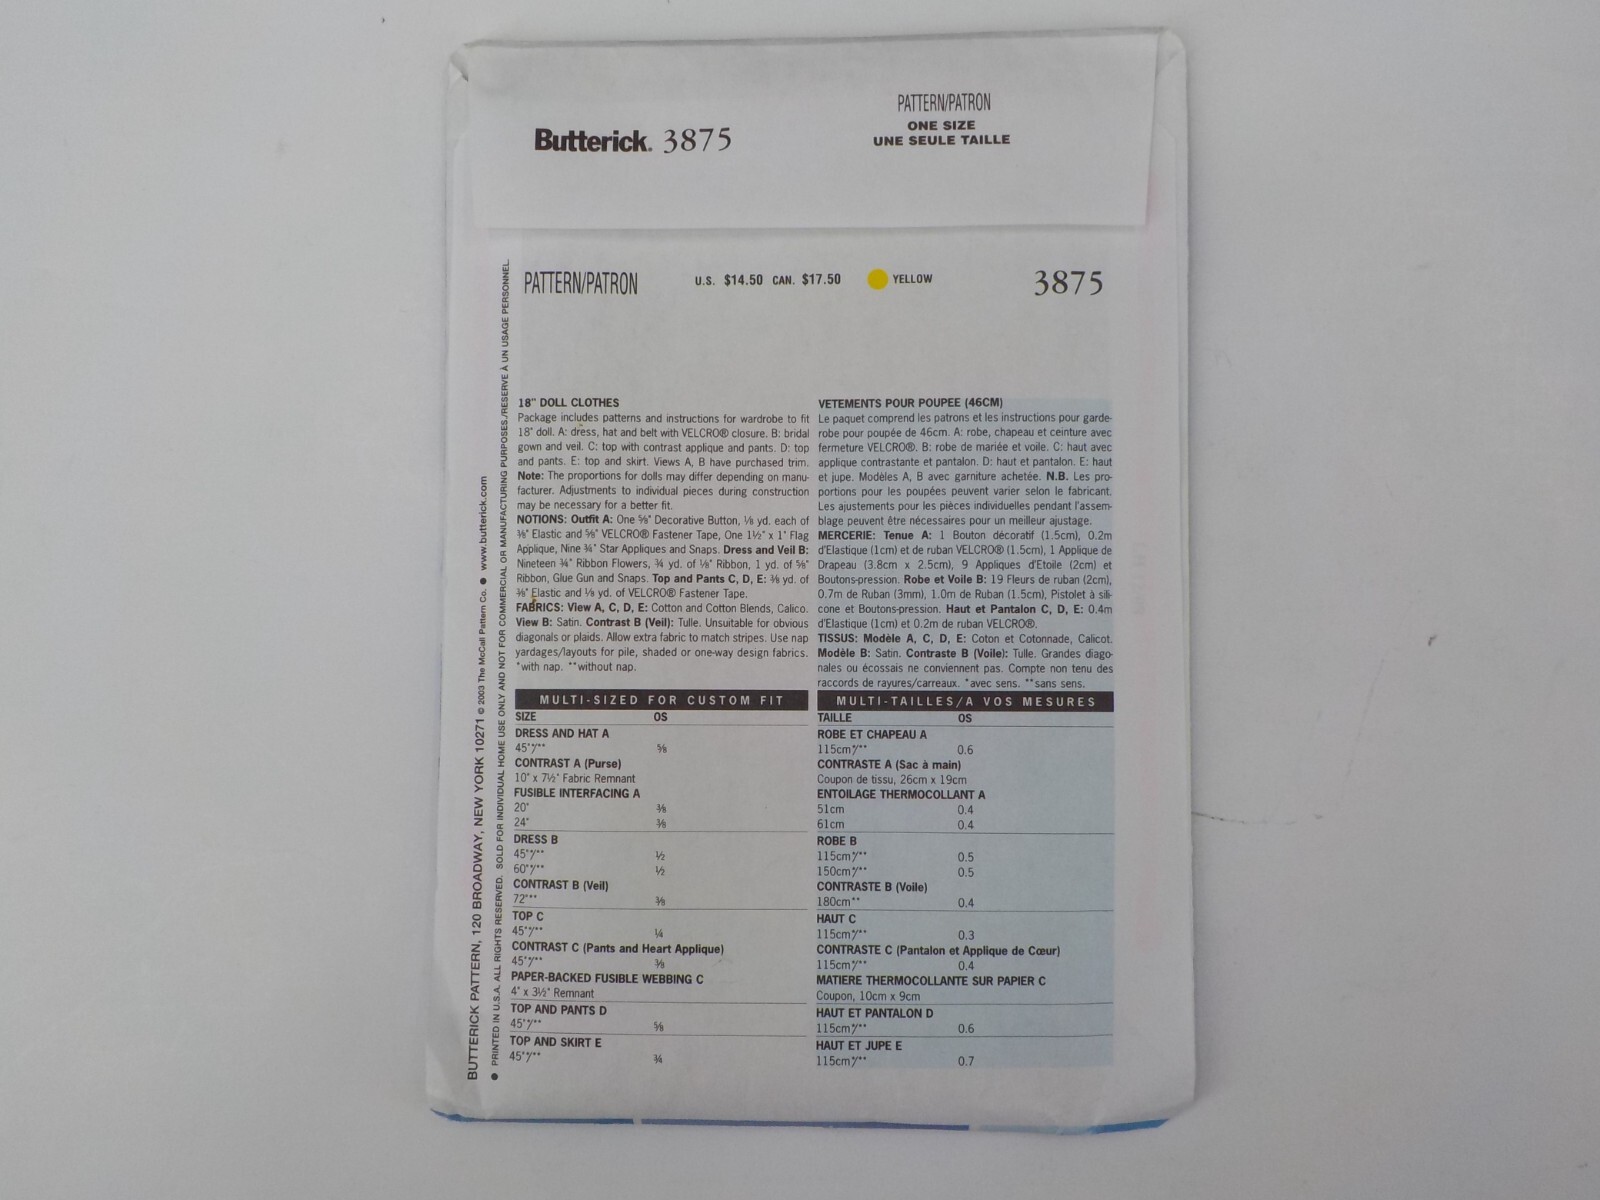 Butterick. 3875
PATTERN/PATRON
ONE SIZE
UNE SEULE TAILLE
PATTERN/PATRON U.S. $14.50 CAN. $17.50 YELLOW 3875
18" DOLL CLOTHES
Package includes patterns and instructions for wardrobe to fit
18" doll. A: dress, hat and belt with VELCRO® closure. B: bridal
gown and veil. C: top with contrast applique and pants. D: top
and pants. E: top and skirt. Views A, B have purchased trim.
Note: The proportions for dolls may differ depending on manu-
facturer. Adjustments to individual pieces during construction
may be necessary for a better fit.
NOTIONS: Outfit A: One ⅝" Decorative Button, ⅛ yd. each of
⅜" Elastic and ⅝" VELCRO® Fastener Tape, One 1½" x 1" Flag
Applique, Nine ¾" Star Appliques and Snaps. Dress and Veil B:
Nineteen ¾" Ribbon Flowers, ¾ yd. of ⅛" Ribbon, 1 yd. of ⅝"
Ribbon, Glue Gun and Snaps. Top and Pants C, D, E: ⅜ yd. of
⅜" Elastic and ⅛ yd. of VELCRO® Fastener Tape.
FABRICS: View A, C, D, E: Cotton and Cotton Blends, Calico.
View B: Satin. Contrast B (Veil): Tulle. Unsuitable for obvious
diagonals or plaids. Allow extra fabric to match stripes. Use nap
yardages/layouts for pile, shaded or one-way design fabrics.
*with nap. **without nap.
VETEMENTS POUR POUPEE (46CM)
Le paquet comprend les patrons et les instructions pour garde-
robe pour poupée de 46cm. A: robe, chapeau et ceinture avec
fermeture VELCRO®. B: robe de mariée et voile. C: haut avec
applique contrastante et pantalon. D: haut et pantalon. E: haut
et jupe. Modèles A, B avec garniture achetée. N.B. Les pro-
portions pour les poupées peuvent varier selon le fabricant.
Les ajustements pour les pièces individuelles pendant l'assem-
blage peuvent être nécessaires pour un meilleur ajustage.
MERCERIE: Tenue A: 1 Bouton décoratif (1.5cm), 0.2m
d'Elastique (1cm) et de ruban VELCRO® (1.5cm), 1 Applique de
Drapeau (3.8cm x 2.5cm), 9 Appliques d'Etoile (2cm) et
Boutons-pression. Robe et Voile B: 19 Fleurs de ruban (2cm),
0.7m de Ruban (3mm), 1.0m de Ruban (1.5cm), Pistolet à sili-
cone et Boutons-pression. Haut et Pantalon C, D, E: 0.4m
d'Elastique (1cm) et 0.2m de ruban VELCRO®.
TISSUS: Modèle A, C, D, E: Coton et Cotonnade, Calicot.
Modèle B: Satin. Contraste B (Voile): Tulle. Grandes diago-
nales ou écossais ne conviennent pas. Compte non tenu des
raccords de rayures/carreaux. *avec sens. **sans sens.
MULTI-SIZED FOR CUSTOM FIT
SIZE OS
DRESS AND HAT A
45"*/** ⅝
CONTRAST A (Purse)
10" x 7½" Fabric Remnant
FUSIBLE INTERFACING A
20" ⅜
24" ⅜
DRESS B
45"*/** ½
60"*/** ½
CONTRAST B (Veil)
72"** ⅜
TOP C
45"*/** ¼
CONTRAST C (Pants and Heart Applique)
45"*/** ⅜
PAPER-BACKED FUSIBLE WEBBING C
4" x 3½" Remnant
TOP AND PANTS D
45"*/** ⅝
TOP AND SKIRT E
45"*/** ¾
MULTI-TAILLES/A VOS MESURES
TAILLE OS
ROBE ET CHAPEAU A
115cm*/** 0.6
CONTRASTE A (Sac à main)
Coupon de tissu, 26cm x 19cm
ENTOILAGE THERMOCOLLANT A
51cm 0.4
61cm 0.4
ROBE B
115cm*/** 0.5
150cm*/** 0.5
CONTRASTE B (Voile)
180cm** 0.4
HAUT C
115cm*/** 0.3
CONTRASTE C (Pantalon et Applique de Cœur)
115cm*/** 0.4
MATIERE THERMOCOLLANTE SUR PAPIER C
Coupon, 10cm x 9cm
HAUT ET PANTALON D
115cm*/** 0.6
HAUT ET JUPE E
115cm*/** 0.7
BUTTERICK PATTERN, 120 BROADWAY, NEW YORK 10271 © 2003 The McCall Pattern Co. ● www.butterick.com
● PRINTED IN U.S.A. ALL RIGHTS RESERVED. SOLD FOR INDIVIDUAL HOME USE ONLY AND NOT FOR COMMERCIAL OR MANUFACTURING PURPOSES./RESERVE À UN USAGE PERSONNEL.